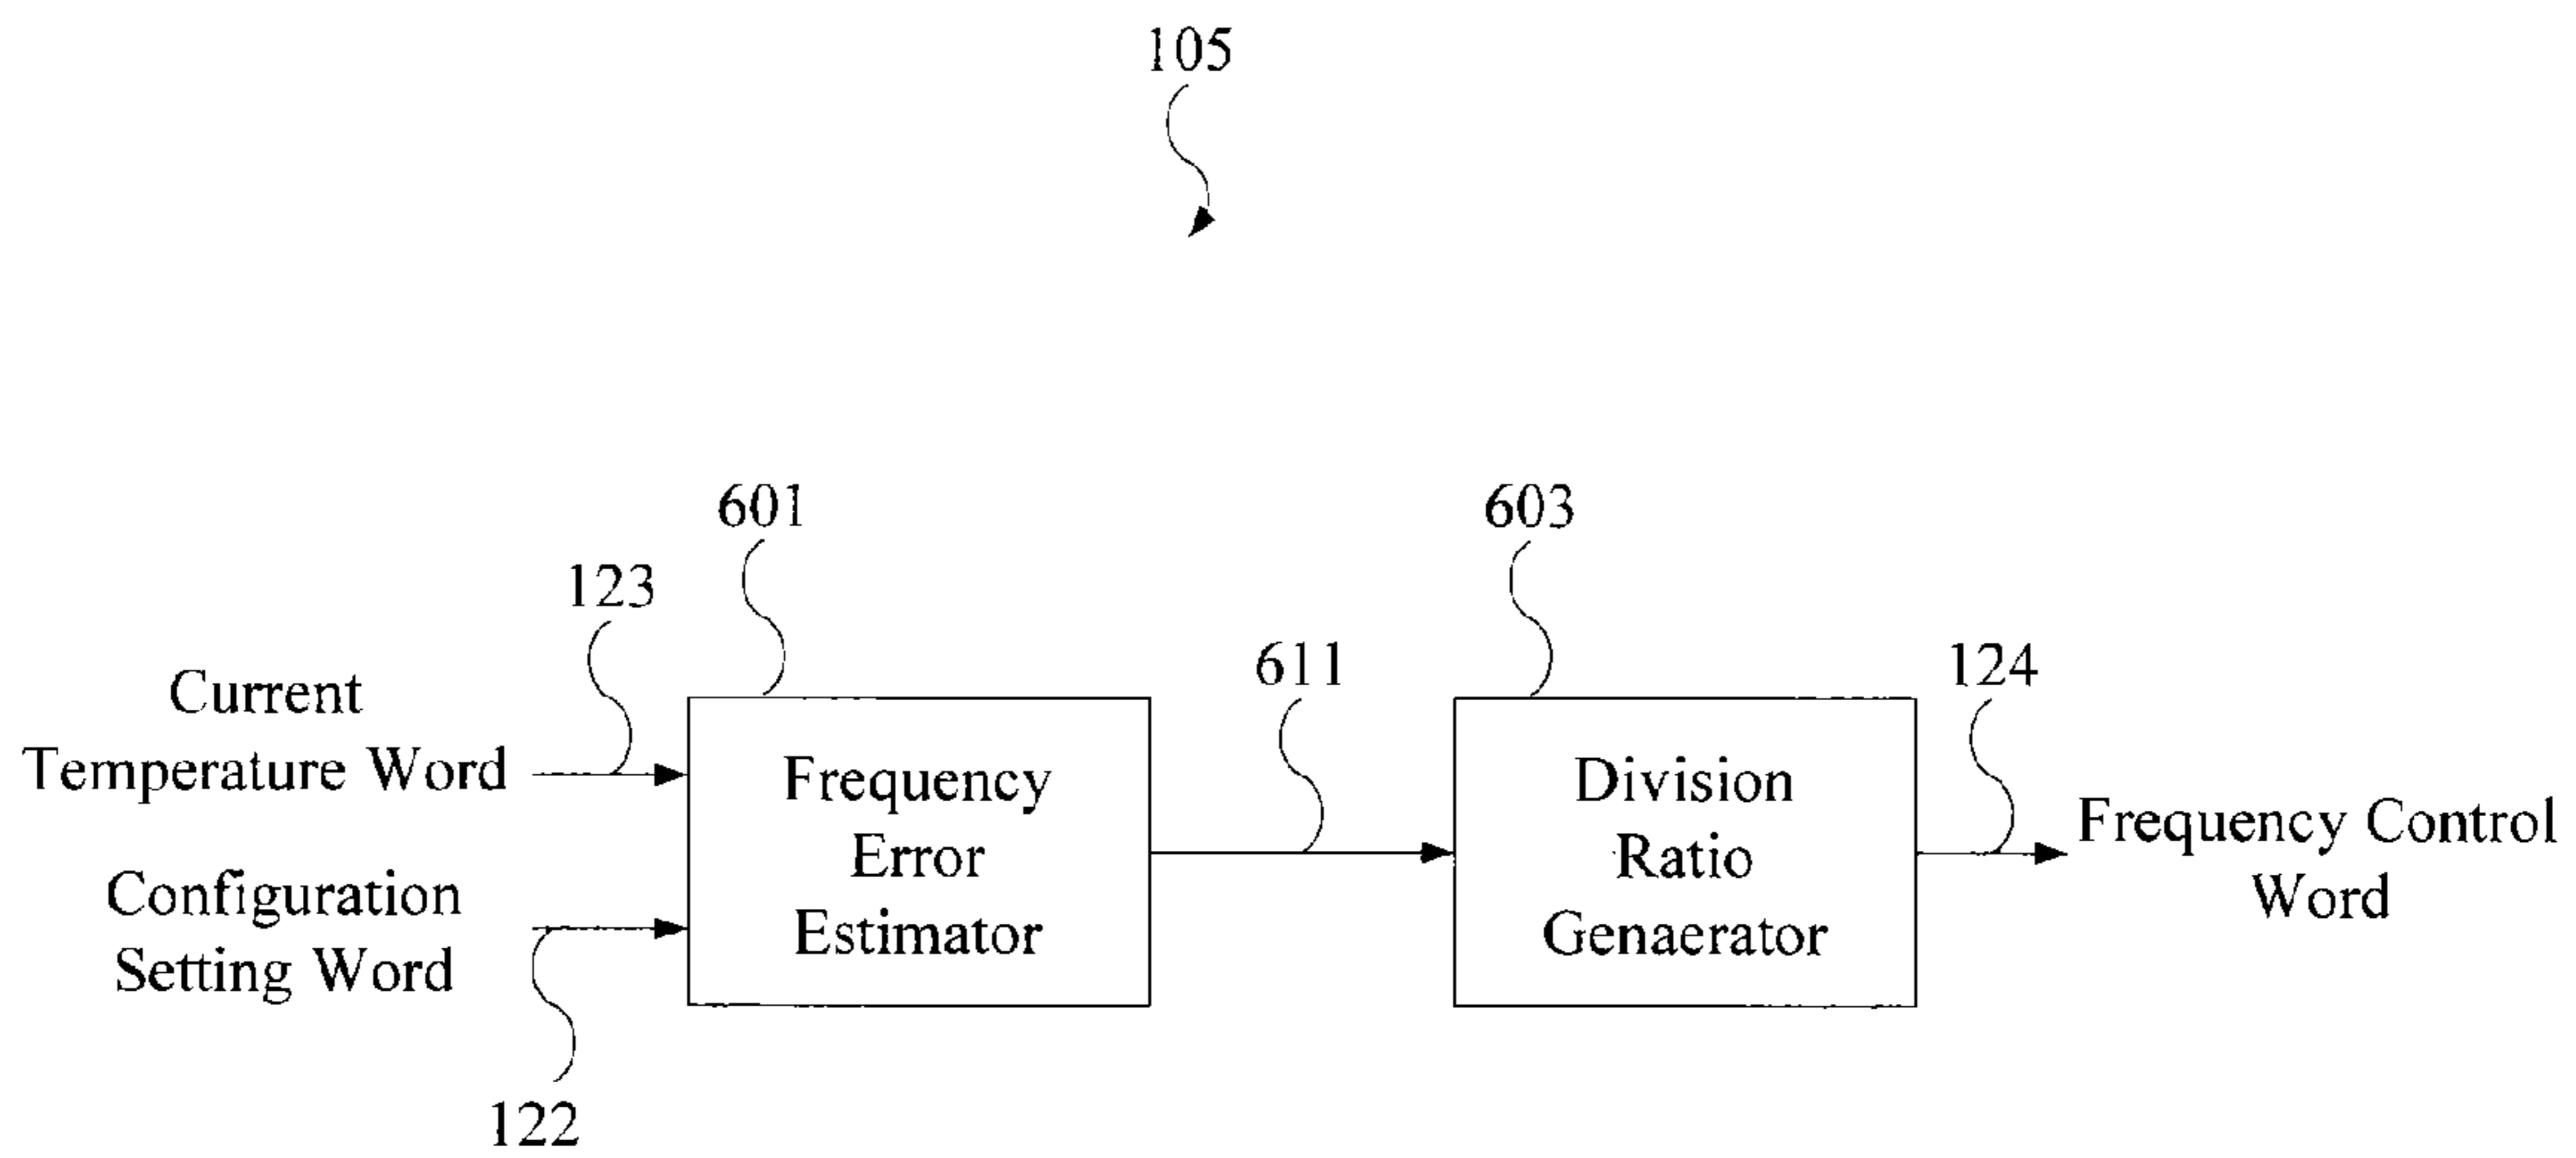 105
601
603
123
611
124
Current
Temperature Word
Frequency
Error
Estimator
Division
Ratio
Genaerator
Frequency Control
Word
Configuration
Setting Word
122